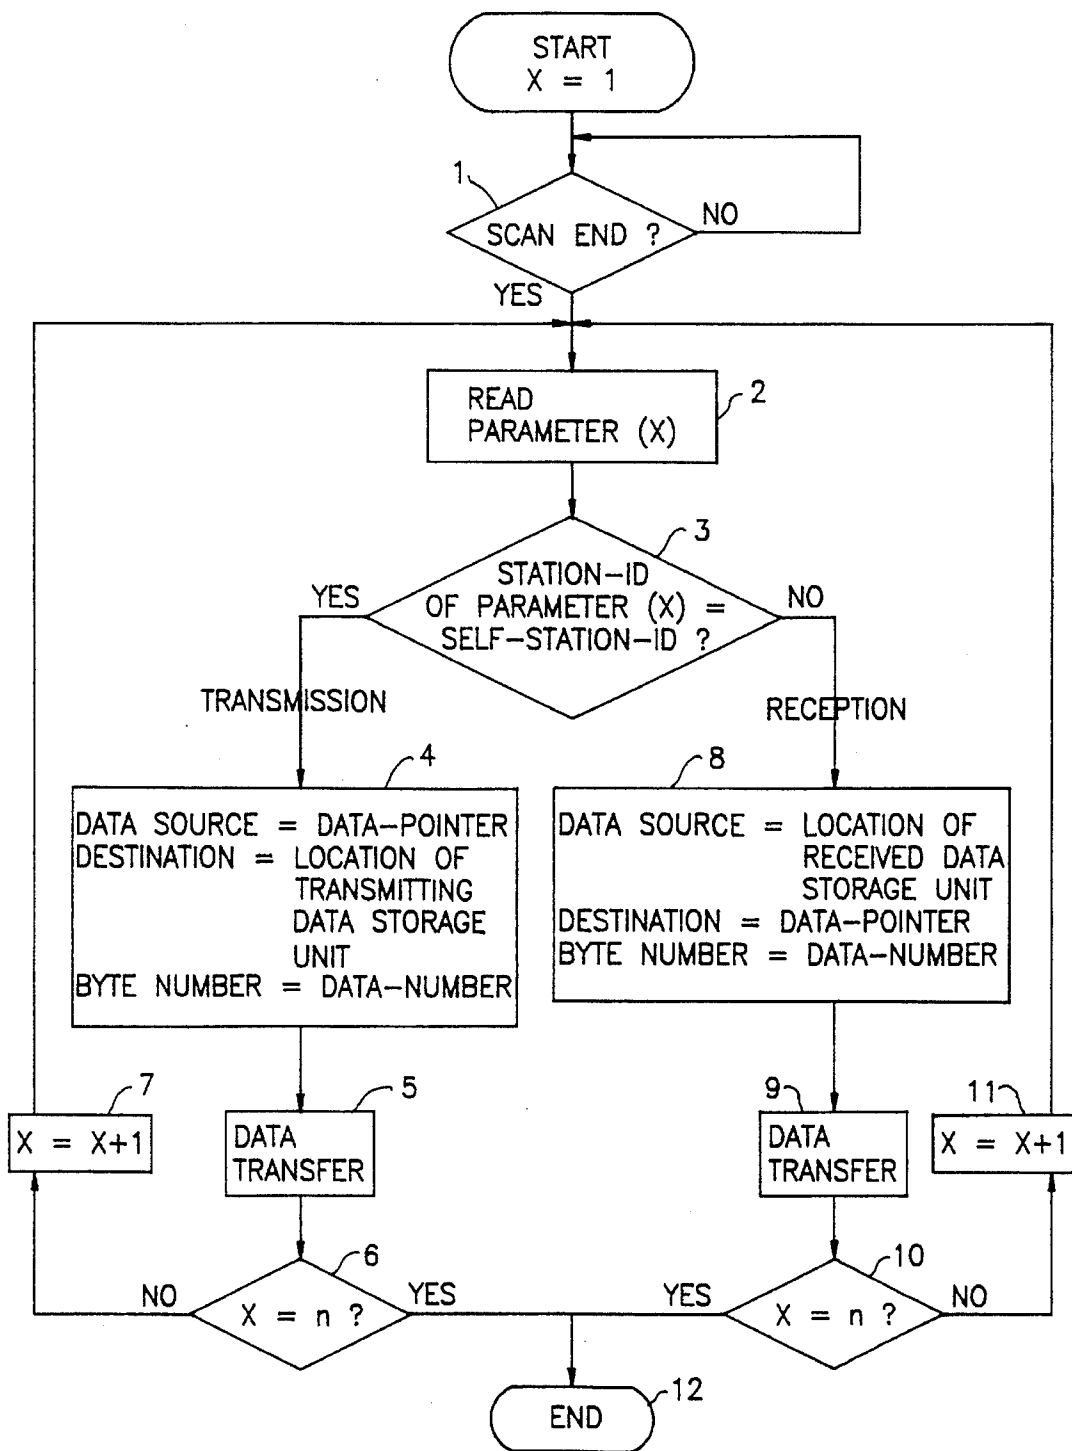 START
X = 1
1
SCAN END ?
NO
YES
READ
PARAMETER (X)
2
3
STATION-ID
OF PARAMETER (X) =
SELF-STATION-ID ?
YES
NO
TRANSMISSION
RECEPTION
4
DATA SOURCE = DATA-POINTER
DESTINATION = LOCATION OF
TRANSMITTING
DATA STORAGE
UNIT
BYTE NUMBER = DATA-NUMBER
8
DATA SOURCE = LOCATION OF
RECEIVED DATA
STORAGE UNIT
DESTINATION = DATA-POINTER
BYTE NUMBER = DATA-NUMBER
7
X = X+1
5
DATA
TRANSFER
9
DATA
TRANSFER
11
X = X+1
6
NO
X = n ?
YES
10
YES
X = n ?
NO
12
END